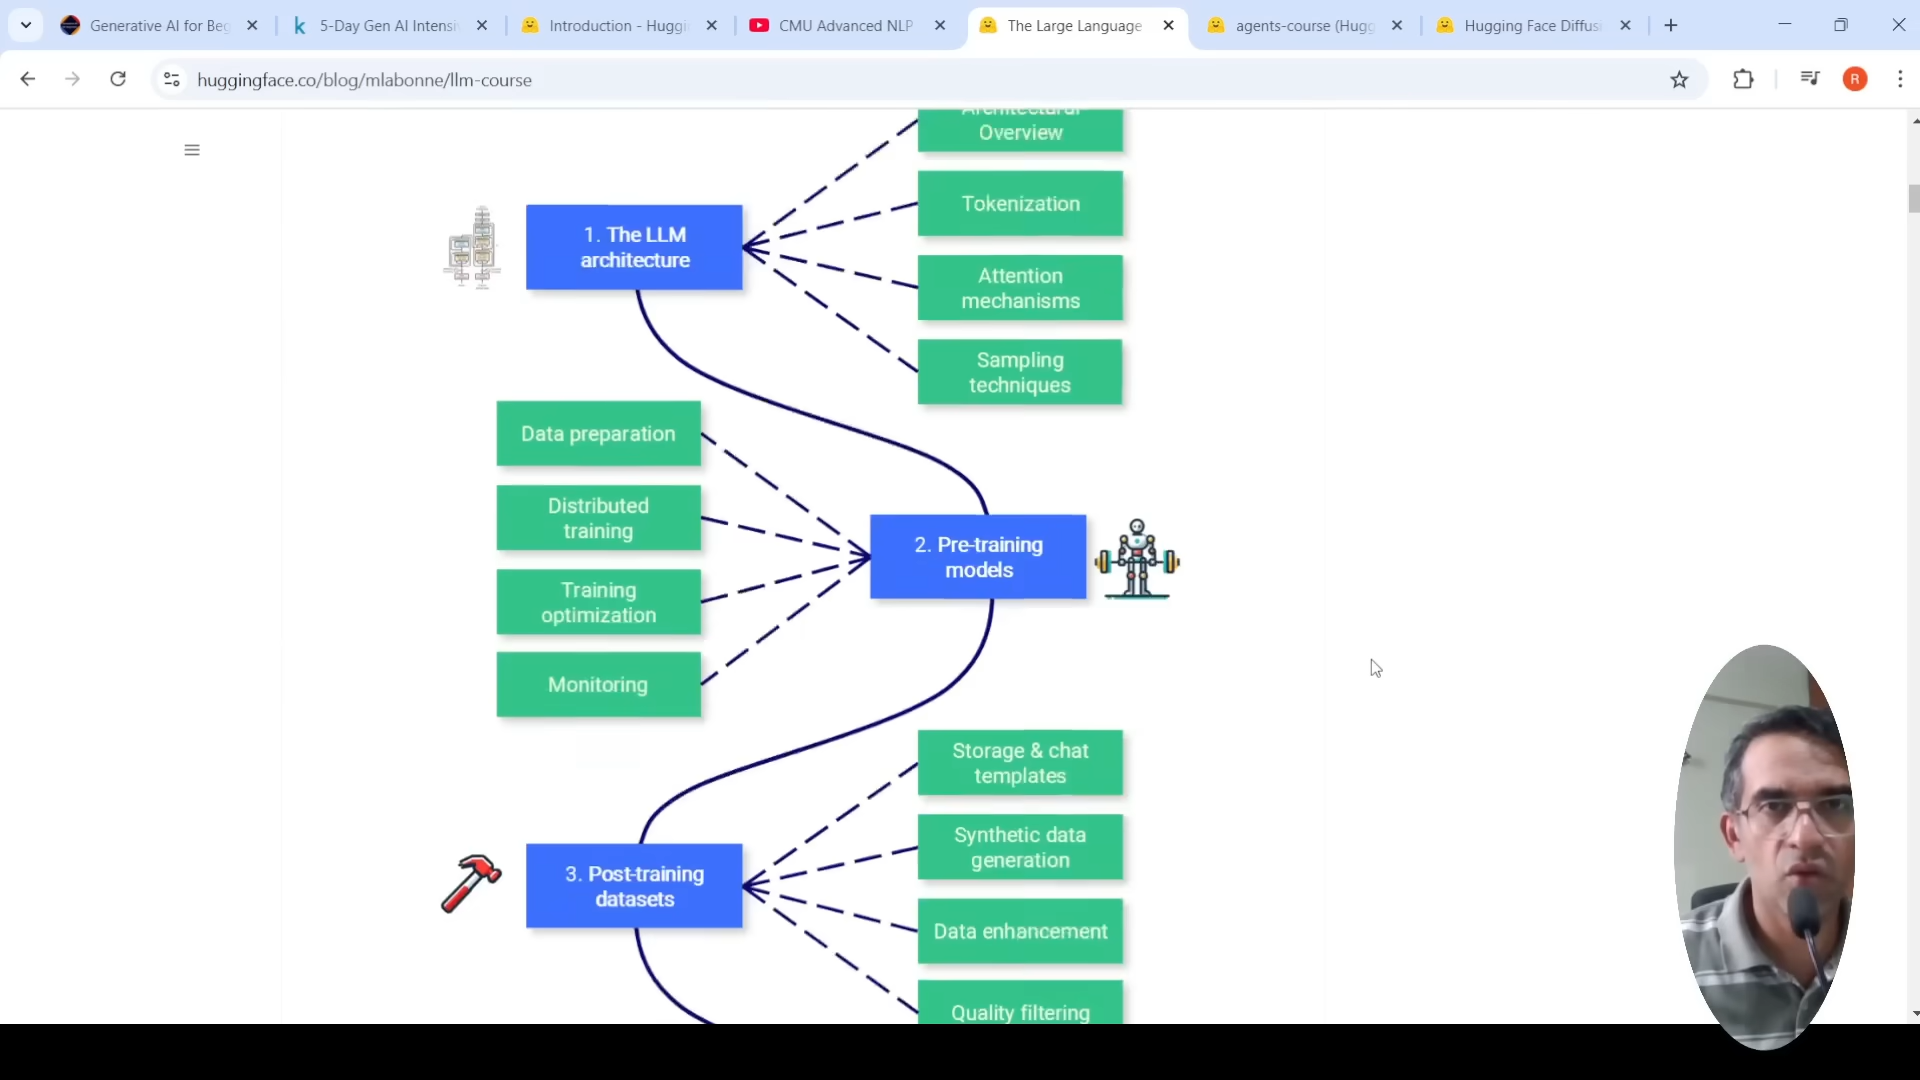 Generative AI for Beg
5-Day Gen AI Intensi
Introduction - Huggi
CMU Advanced NLP
The Large Language
agents-course (Hugg
Hugging Face Diffus
huggingface.co/blog/mlabonne/llm-course
R
Architectural
Overview
Tokenization
1. The LLM
architecture
Attention
mechanisms
Sampling
techniques
Data preparation
Distributed
training
2. Pre-training
models
Training
optimization
Monitoring
Storage & chat
templates
Synthetic data
generation
3. Post-training
datasets
Data enhancement
Quality filtering